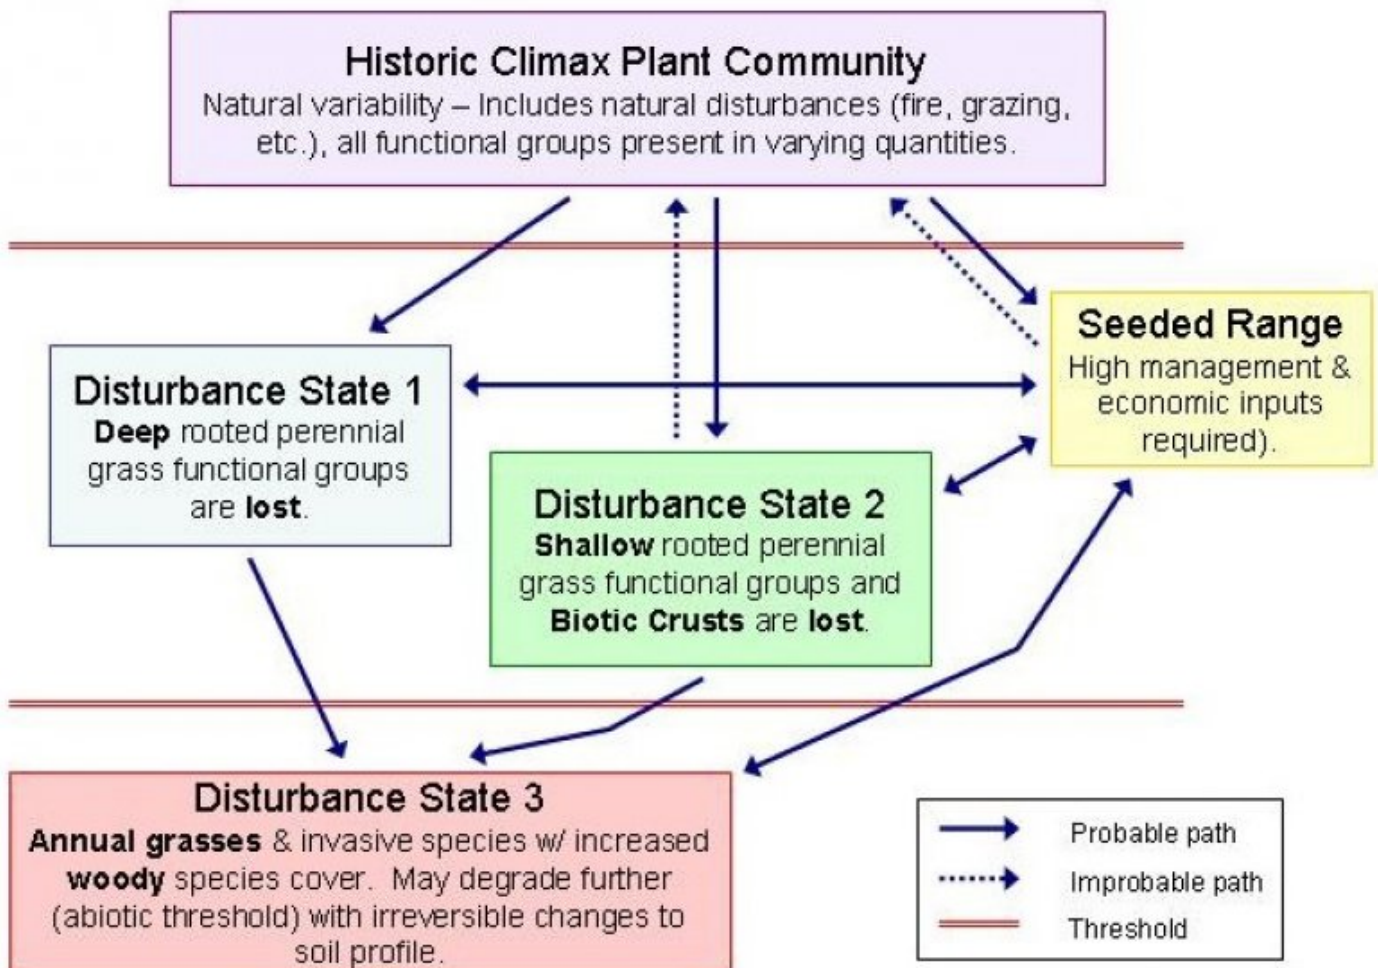 Historic Climax Plant Community
Natural variability – Includes natural disturbances (fire, grazing,
etc.), all functional groups present in varying quantities.
Seeded Range
High management &
economic inputs
required).
Disturbance State 1
Deep rooted perennial
grass functional groups
are lost.
Disturbance State 2
Shallow rooted perennial
grass functional groups and
Biotic Crusts are lost.
Disturbance State 3
Annual grasses & invasive species w/ increased
woody species cover. May degrade further
(abiotic threshold) with irreversible changes to
soil profile.
Probable path
Improbable path
Threshold